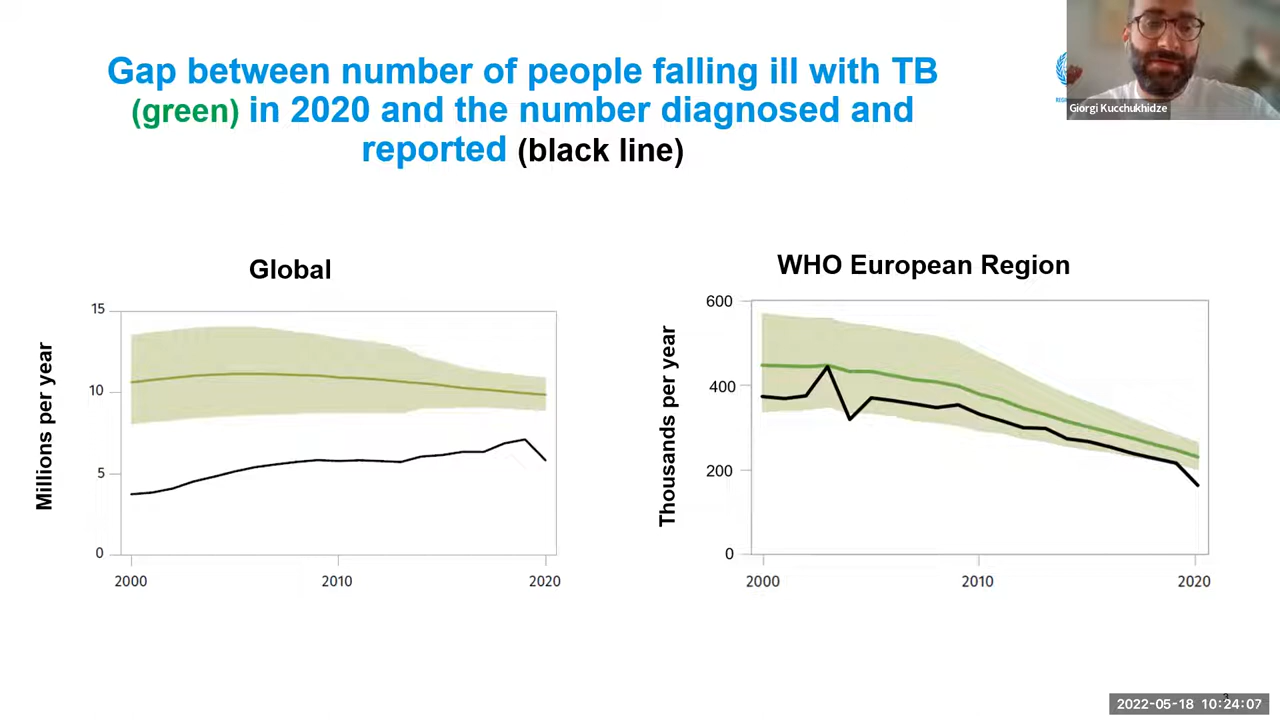 Gap between number of people falling ill with TB
(green) in 2020 and the number diagnosed and
reported (black line)
Giorgi Kucchukhidze
Global
WHO European Region
Millions per year
15
10
5
0
2000
2010
2020
Thousands per year
600
400
200
0
2000
2010
2020
3
2022-05-18 10:24:07